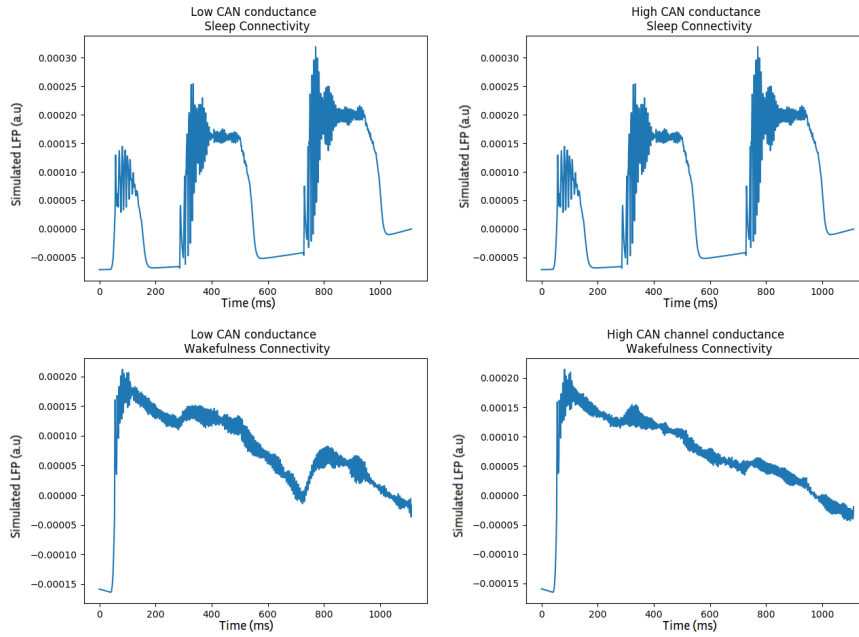 Low CAN conductance
Sleep Connectivity
Simulated LFP (a.u)
0.00030
0.00025
0.00020
0.00015
0.00010
0.00005
0.00000
−0.00005
0 200 400 600 800 1000
Time (ms)
High CAN conductance
Sleep Connectivity
Simulated LFP (a.u)
0.00030
0.00025
0.00020
0.00015
0.00010
0.00005
0.00000
−0.00005
0 200 400 600 800 1000
Time (ms)
Low CAN conductance
Wakefulness Connectivity
Simulated LFP (a.u)
0.00020
0.00015
0.00010
0.00005
0.00000
−0.00005
−0.00010
−0.00015
0 200 400 600 800 1000
Time (ms)
High CAN channel conductance
Wakefulness Connectivity
Simulated LFP (a.u)
0.00020
0.00015
0.00010
0.00005
0.00000
−0.00005
−0.00010
−0.00015
0 200 400 600 800 1000
Time (ms)